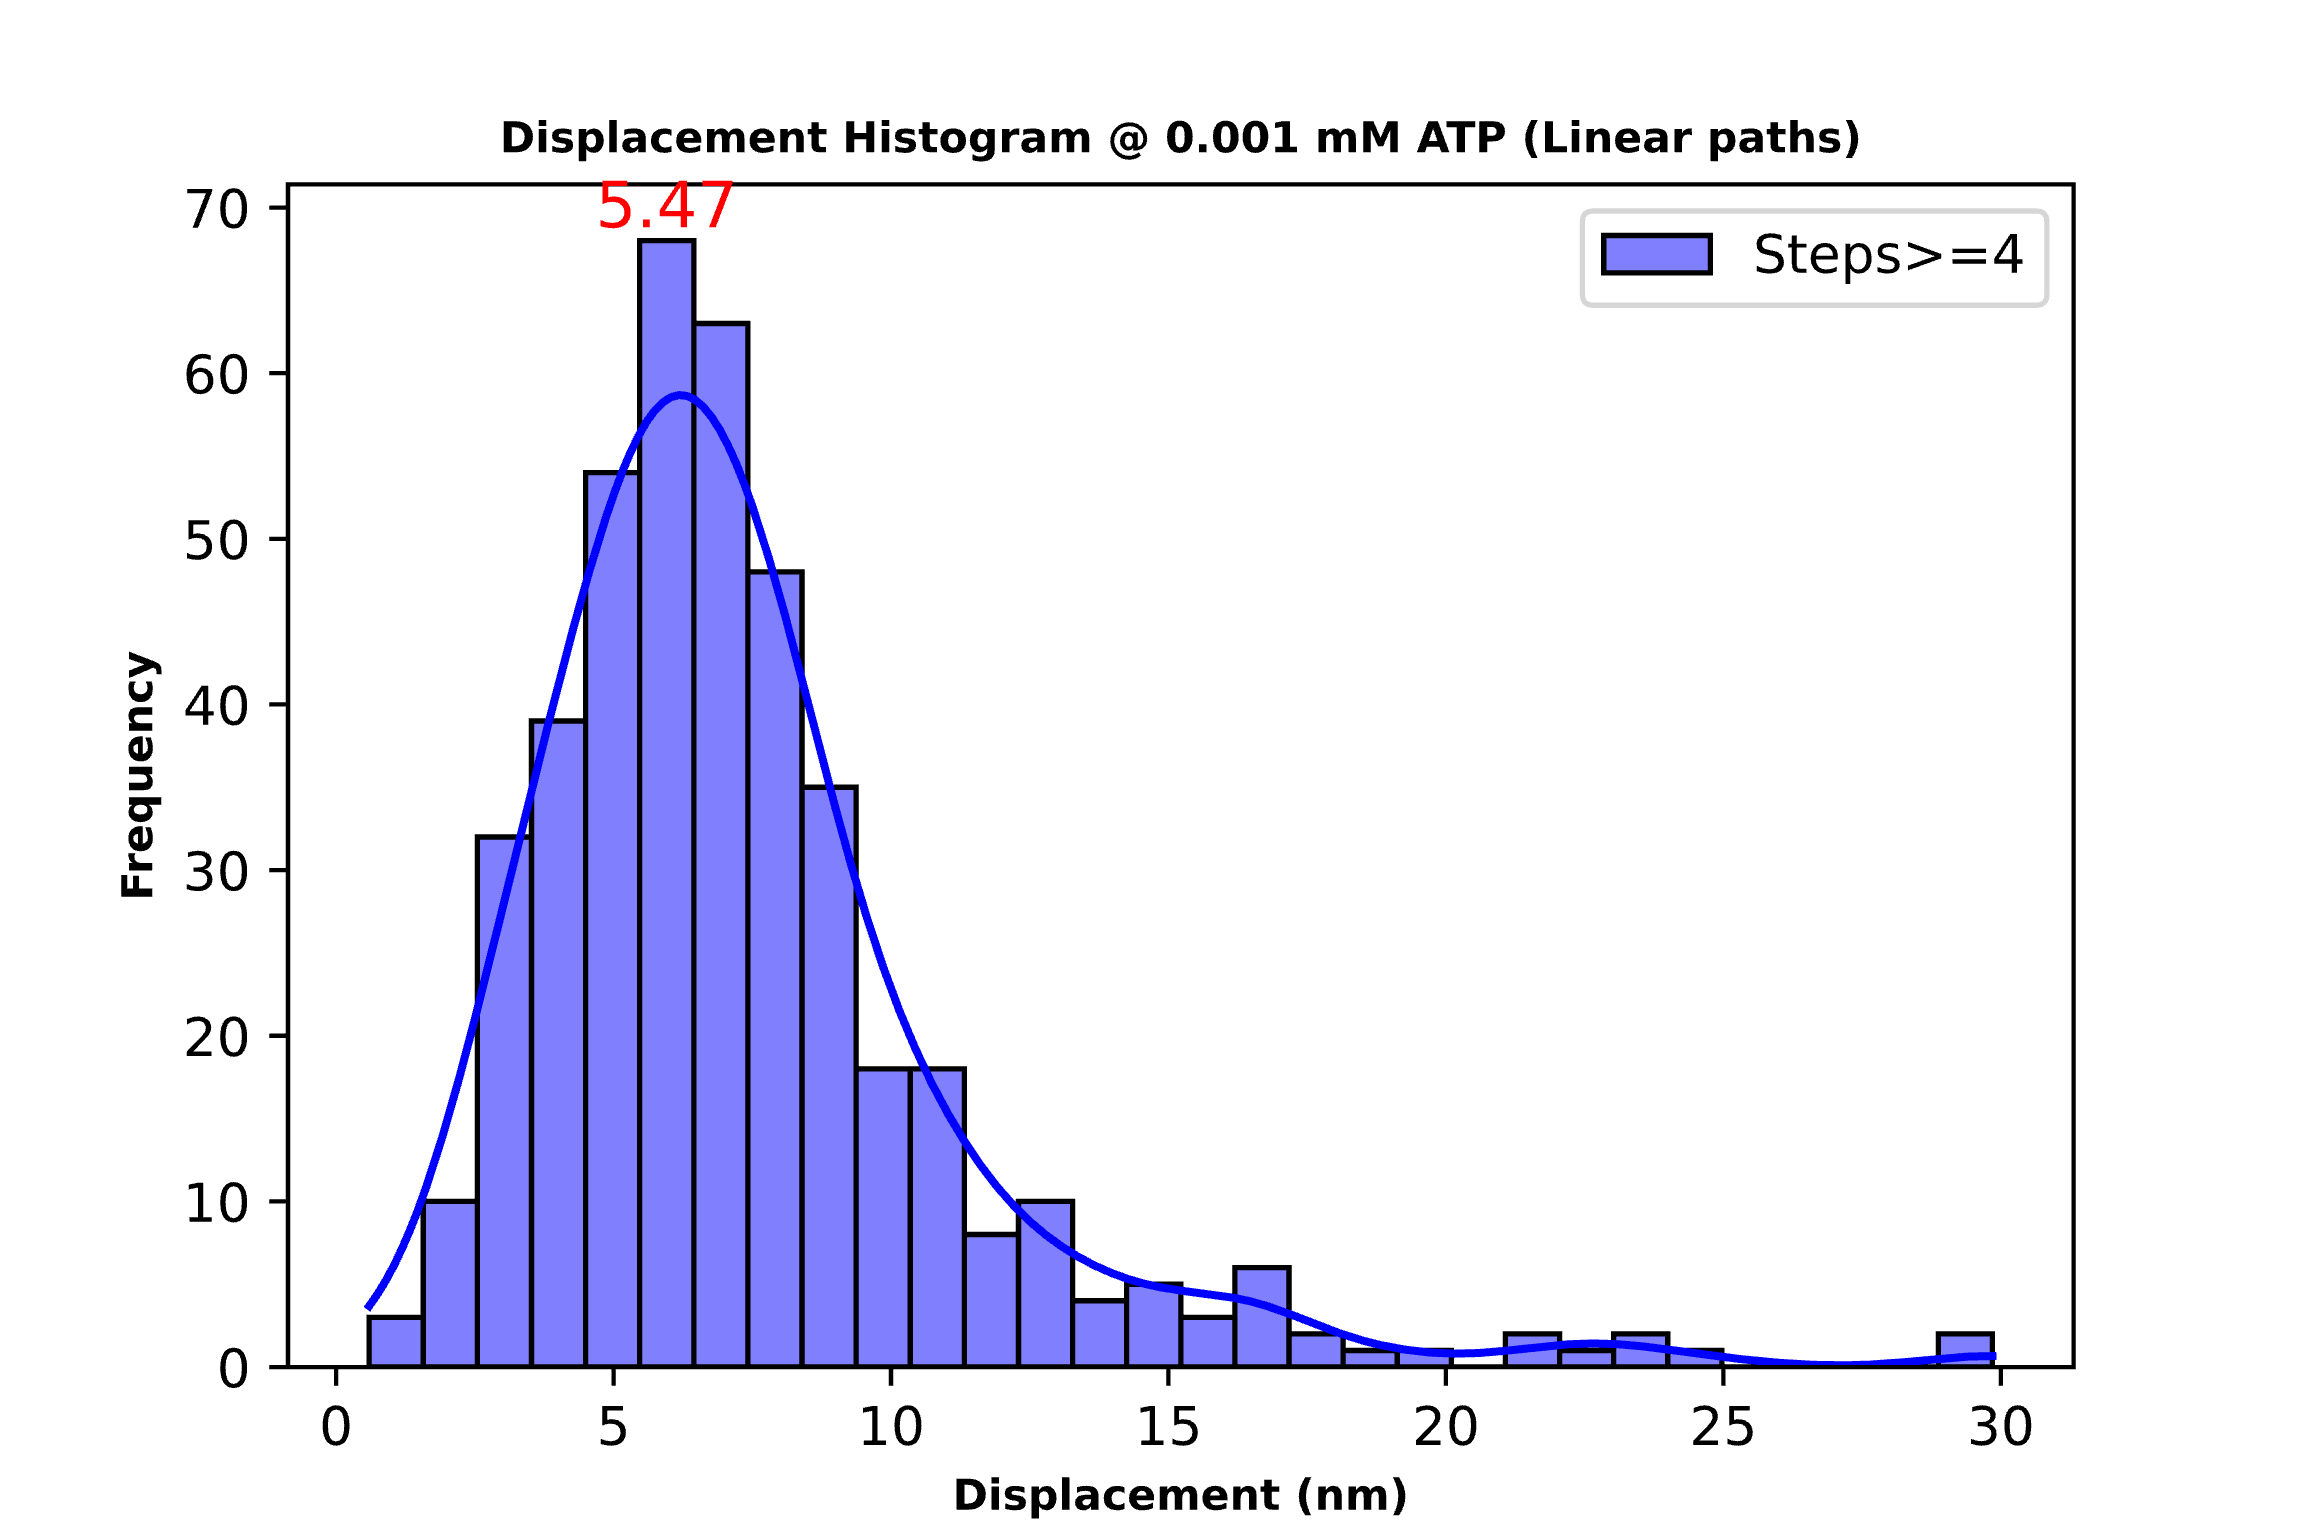 Displacement Histogram @ 0.001 mM ATP (Linear paths)
5.47
Steps>=4
70
60
50
40
30
20
10
0
Frequency
0 5 10 15 20 25 30
Displacement (nm)